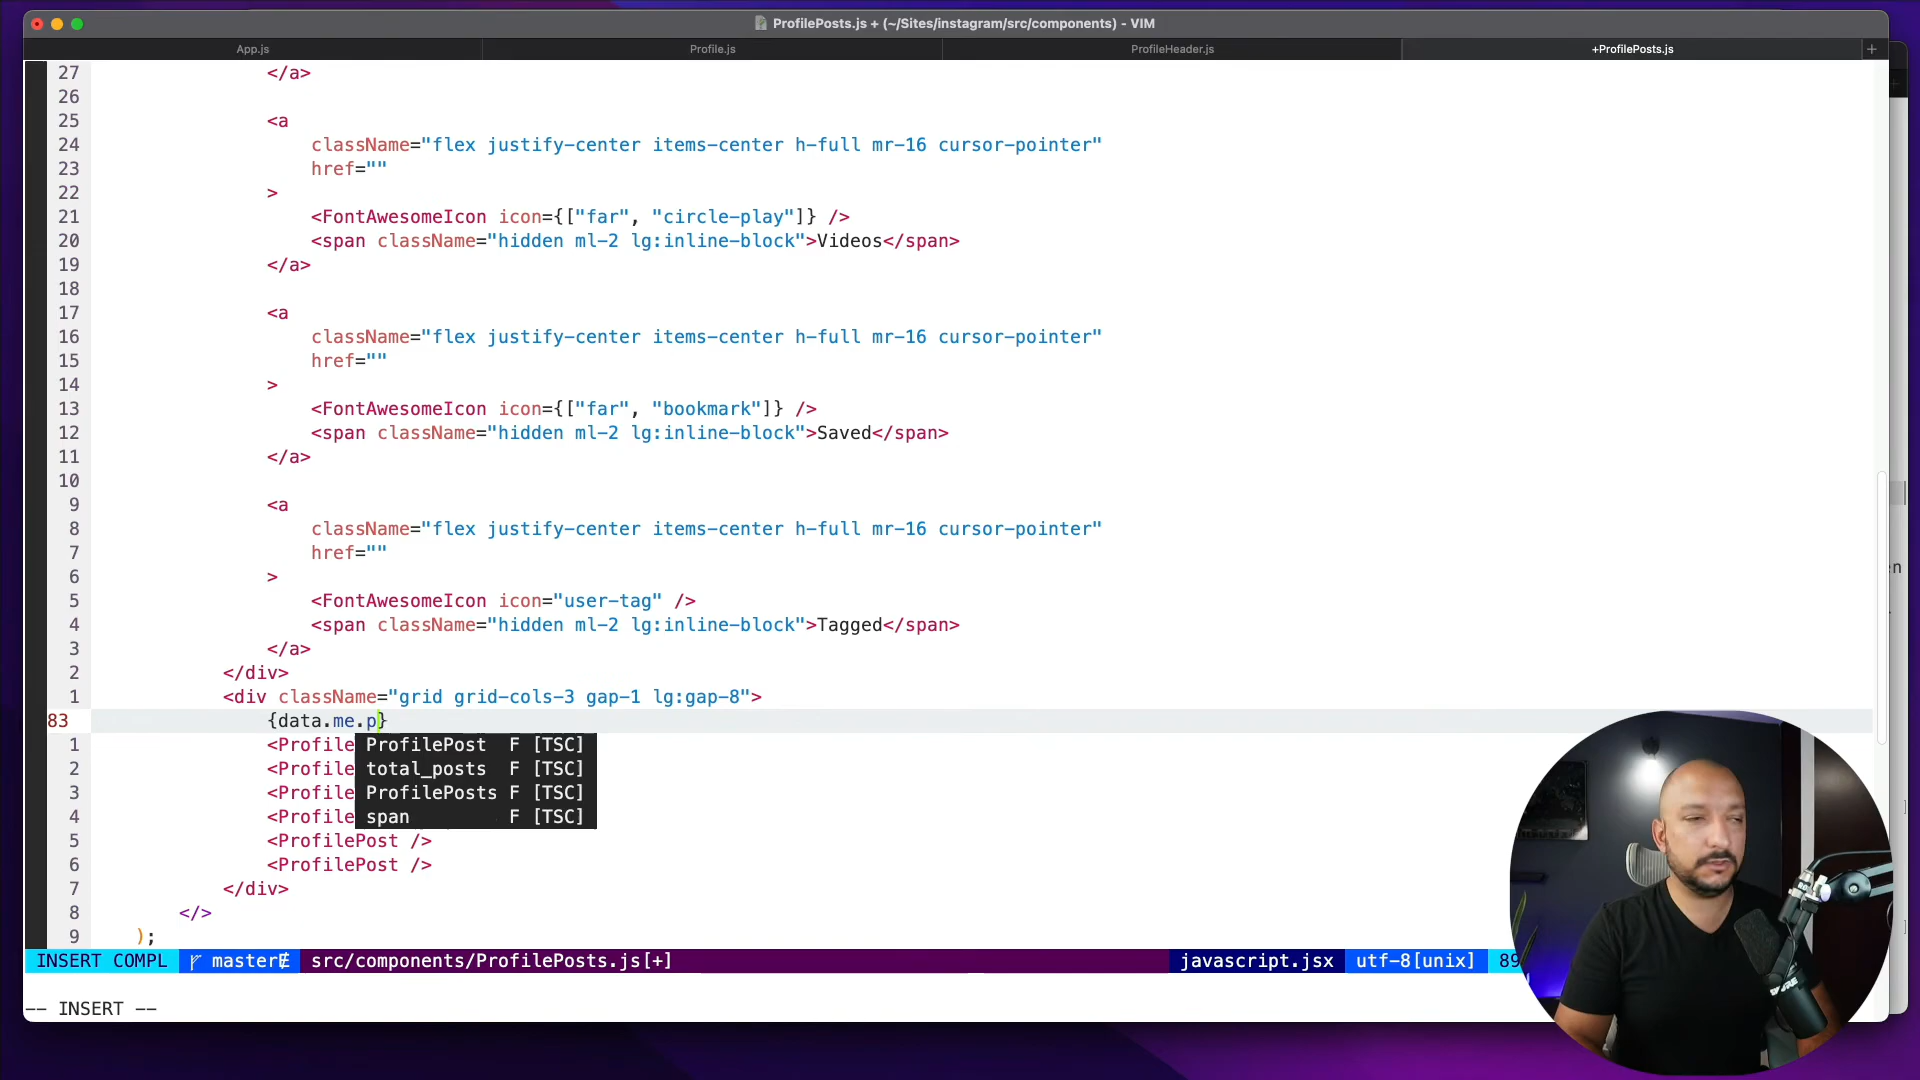 ProfilePosts.js + (~/Sites/instagram/src/components) - VIM
App.js
Profile.js
ProfileHeader.js
+ProfilePosts.js
+
27 </a>
26
25 <a
24 className="flex justify-center items-center h-full mr-16 cursor-pointer"
23 href=""
22 >
21 <FontAwesomeIcon icon={["far", "circle-play"]} />
20 <span className="hidden ml-2 lg:inline-block">Videos</span>
19 </a>
18
17 <a
16 className="flex justify-center items-center h-full mr-16 cursor-pointer"
15 href=""
14 >
13 <FontAwesomeIcon icon={["far", "bookmark"]} />
12 <span className="hidden ml-2 lg:inline-block">Saved</span>
11 </a>
10
9 <a
8 className="flex justify-center items-center h-full mr-16 cursor-pointer"
7 href=""
6 >
5 <FontAwesomeIcon icon="user-tag" />
4 <span className="hidden ml-2 lg:inline-block">Tagged</span>
3 </a>
2 </div>
1 <div className="grid grid-cols-3 gap-1 lg:gap-8">
83 {data.me.p}
1 <Profile ProfilePost F [TSC]
2 <Profile total_posts F [TSC]
3 <Profile ProfilePosts F [TSC]
4 <Profile span F [TSC]
5 <ProfilePost />
6 <ProfilePost />
7 </div>
8 </>
9 );
INSERT COMPL master src/components/ProfilePosts.js[+] javascript.jsx utf-8[unix] 89
-- INSERT --
en